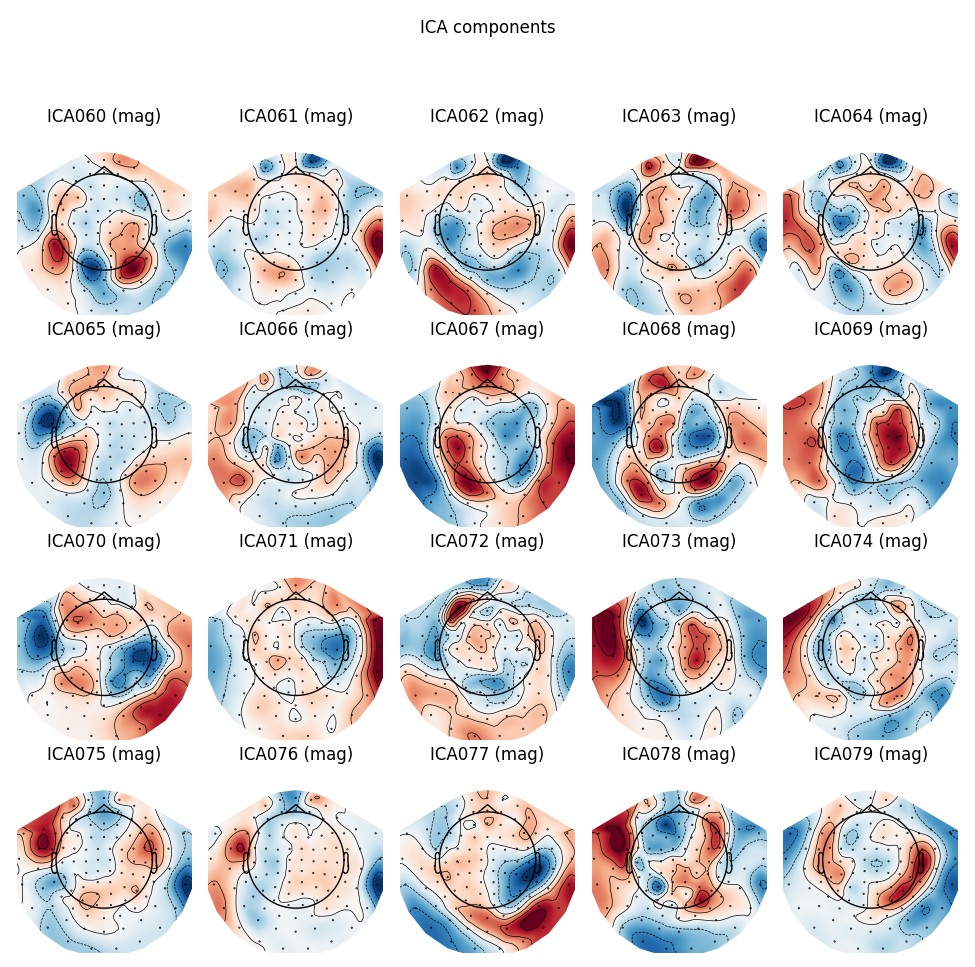 ICA components
ICA060 (mag) ICA061 (mag) ICA062 (mag) ICA063 (mag) ICA064 (mag)
ICA065 (mag) ICA066 (mag) ICA067 (mag) ICA068 (mag) ICA069 (mag)
ICA070 (mag) ICA071 (mag) ICA072 (mag) ICA073 (mag) ICA074 (mag)
ICA075 (mag) ICA076 (mag) ICA077 (mag) ICA078 (mag) ICA079 (mag)